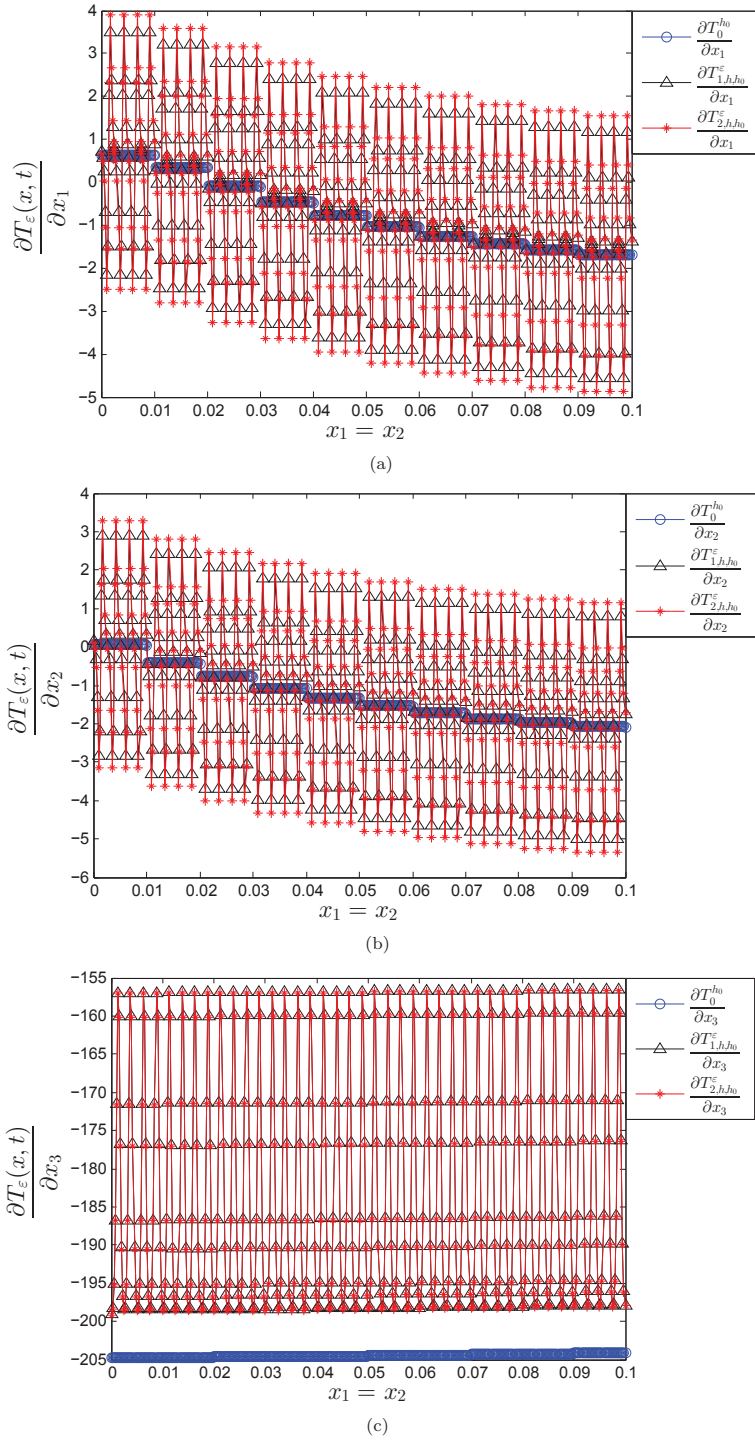 4
3
2
1
0
−1
−2
−3
−4
−5
∂T_ε(x, t)
∂x_1
0 0.01 0.02 0.03 0.04 0.05 0.06 0.07 0.08 0.09 0.1
x_1 = x_2
∂T_0^{h_0}
∂x_1
∂T_{1,h,h_0}^ε
∂x_1
∂T_{2,h,h_0}^ε
∂x_1
(a)
4
3
2
1
0
−1
−2
−3
−4
−5
−6
∂T_ε(x, t)
∂x_2
0 0.01 0.02 0.03 0.04 0.05 0.06 0.07 0.08 0.09 0.1
x_1 = x_2
∂T_0^{h_0}
∂x_2
∂T_{1,h,h_0}^ε
∂x_2
∂T_{2,h,h_0}^ε
∂x_2
(b)
−155
−160
−165
−170
−175
−180
−185
−190
−195
−200
−205
∂T_ε(x, t)
∂x_3
0 0.01 0.02 0.03 0.04 0.05 0.06 0.07 0.08 0.09 0.1
x_1 = x_2
∂T_0^{h_0}
∂x_3
∂T_{1,h,h_0}^ε
∂x_3
∂T_{2,h,h_0}^ε
∂x_3
(c)